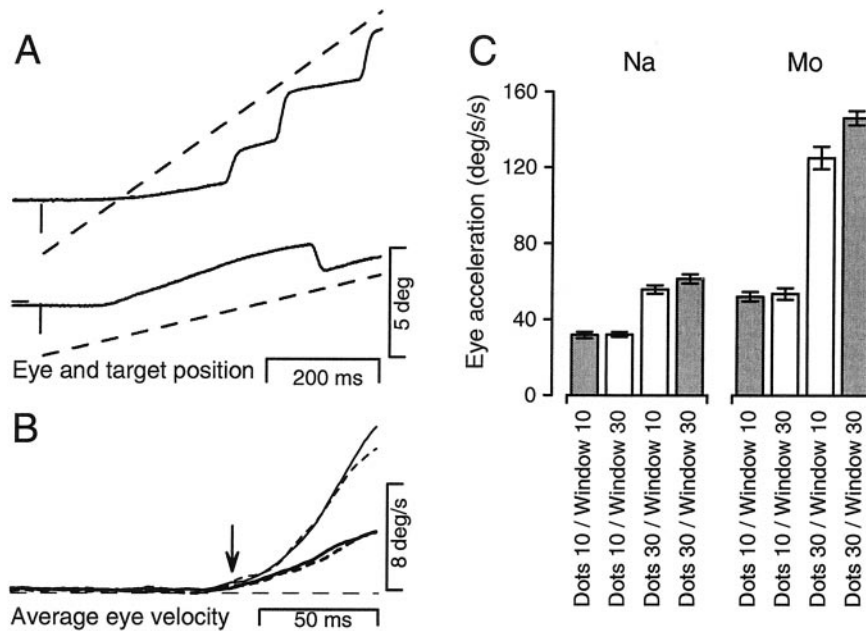 A
5 deg
Eye and target position
200 ms
B
8 deg/s
Average eye velocity
50 ms
C
Na
Mo
Eye acceleration (deg/s/s)
160
120
80
40
0
Dots 10 / Window 10
Dots 10 / Window 30
Dots 30 / Window 10
Dots 30 / Window 30
Dots 10 / Window 10
Dots 10 / Window 30
Dots 30 / Window 10
Dots 30 / Window 30